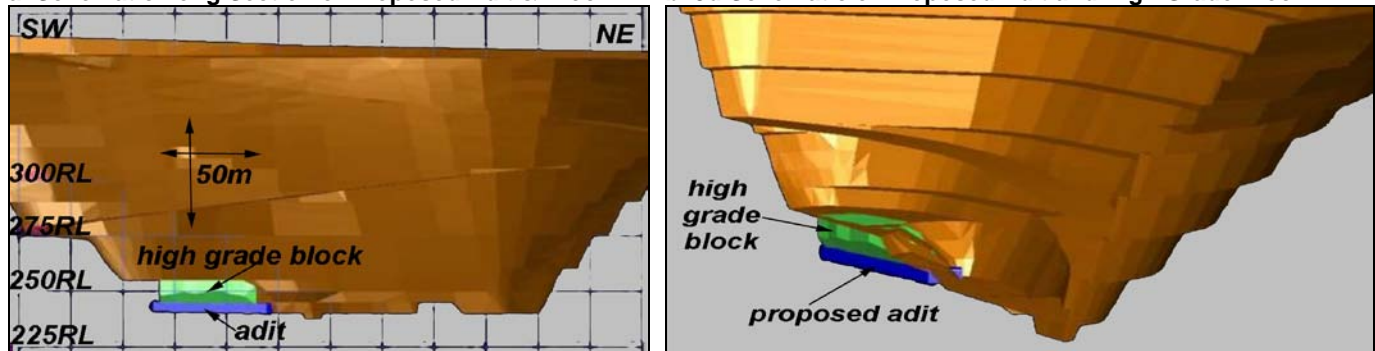 SW
NE
300RL
50m
275RL
high grade block
250RL
adit
225RL
high
grade
block
proposed adit